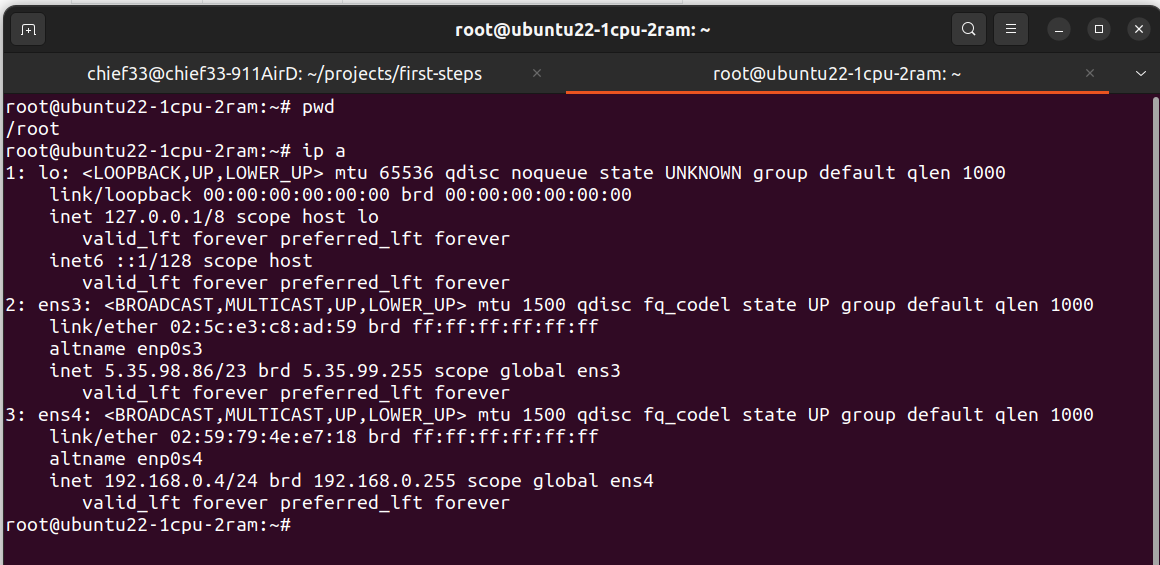 root@ubuntu22-1cpu-2ram: ~
chief33@chief33-911AirD: ~/projects/first-steps
root@ubuntu22-1cpu-2ram: ~
root@ubuntu22-1cpu-2ram:~# pwd
/root
root@ubuntu22-1cpu-2ram:~# ip a
1: lo: <LOOPBACK,UP,LOWER_UP> mtu 65536 qdisc noqueue state UNKNOWN group default qlen 1000
    link/loopback 00:00:00:00:00:00 brd 00:00:00:00:00:00
    inet 127.0.0.1/8 scope host lo
       valid_lft forever preferred_lft forever
    inet6 ::1/128 scope host
       valid_lft forever preferred_lft forever
2: ens3: <BROADCAST,MULTICAST,UP,LOWER_UP> mtu 1500 qdisc fq_codel state UP group default qlen 1000
    link/ether 02:5c:e3:c8:ad:59 brd ff:ff:ff:ff:ff:ff
    altname enp0s3
    inet 5.35.98.86/23 brd 5.35.99.255 scope global ens3
       valid_lft forever preferred_lft forever
3: ens4: <BROADCAST,MULTICAST,UP,LOWER_UP> mtu 1500 qdisc fq_codel state UP group default qlen 1000
    link/ether 02:59:79:4e:e7:18 brd ff:ff:ff:ff:ff:ff
    altname enp0s4
    inet 192.168.0.4/24 brd 192.168.0.255 scope global ens4
       valid_lft forever preferred_lft forever
root@ubuntu22-1cpu-2ram:~#